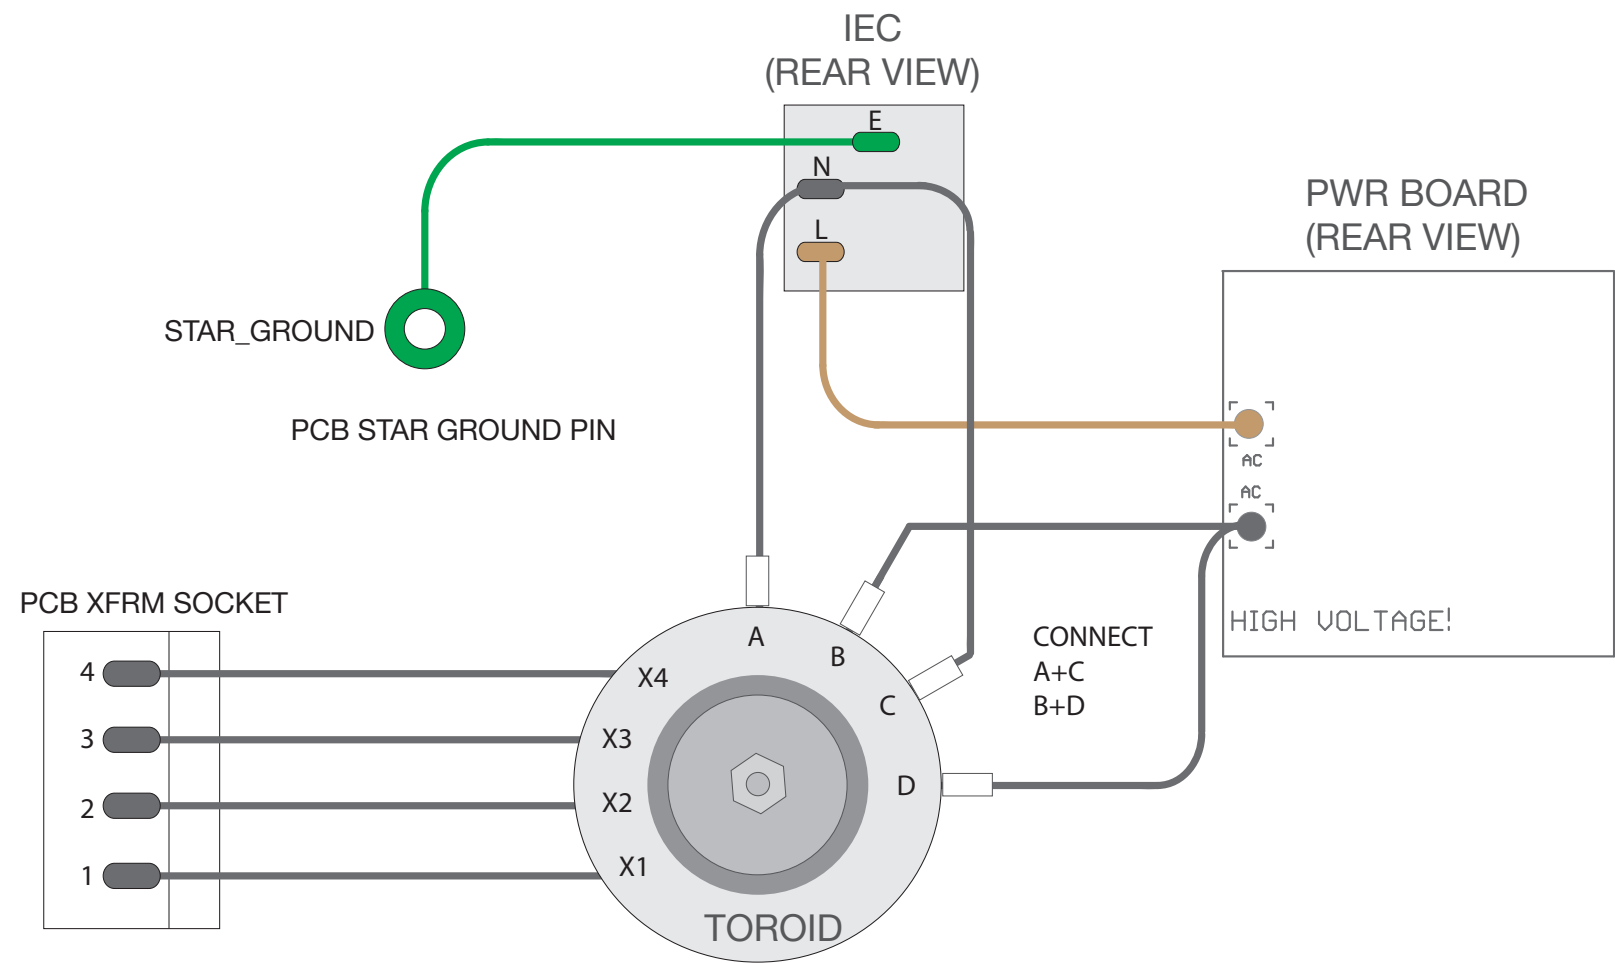 IEC
(REAR VIEW)
E
N
L
PWR BOARD
(REAR VIEW)
STAR_GROUND
PCB STAR GROUND PIN
AC
AC
HIGH VOLTAGE!
PCB XFRM SOCKET
4
3
2
1
A
B
C
D
X4
X3
X2
X1
TOROID
CONNECT
A+C
B+D